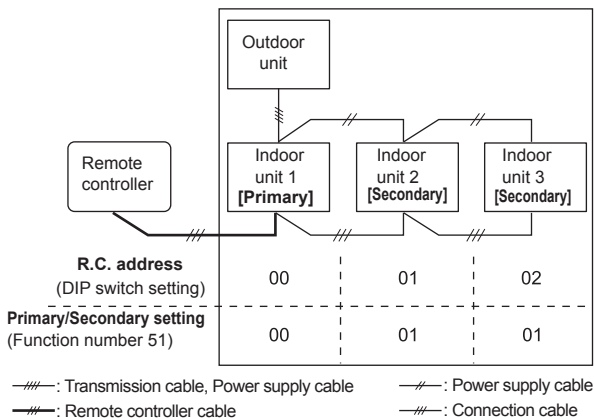 Outdoor
unit
Remote
controller
Indoor
unit 1
[Primary]
Indoor
unit 2
[Secondary]
Indoor
unit 3
[Secondary]
R.C. address
(DIP switch setting)
00
01
02
Primary/Secondary setting
(Function number 51)
00
01
01
: Transmission cable, Power supply cable
: Power supply cable
: Remote controller cable
: Connection cable